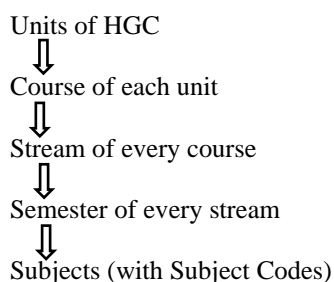 Units of HGC
Course of each unit
Stream of every course
Semester of every stream
Subjects (with Subject Codes)